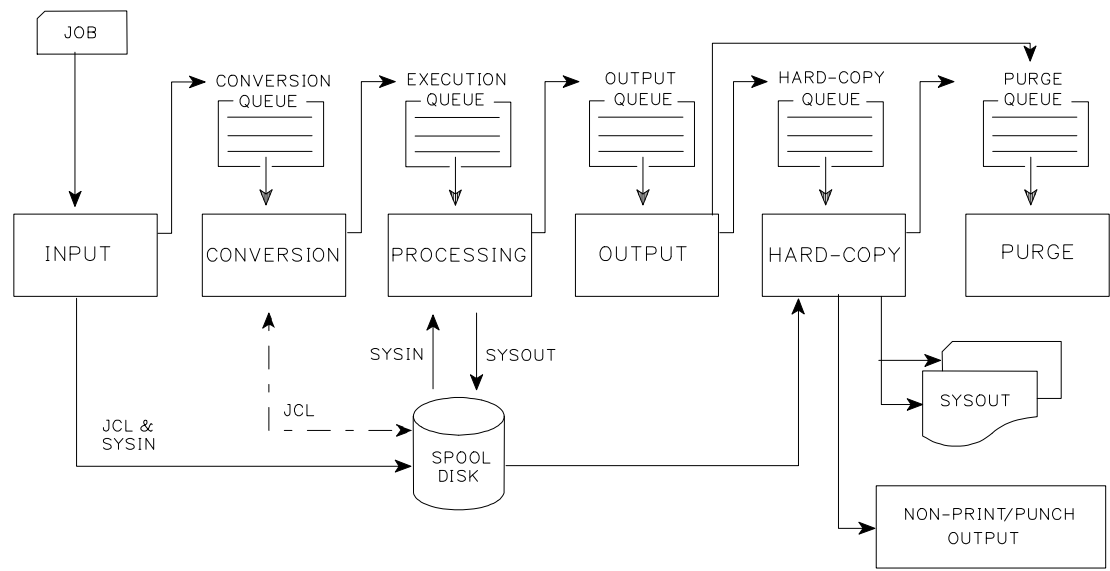 JOB
CONVERSION
QUEUE
EXECUTION
QUEUE
OUTPUT
QUEUE
HARD-COPY
QUEUE
PURGE
QUEUE
INPUT
CONVERSION
PROCESSING
OUTPUT
HARD-COPY
PURGE
SYSIN
SYSOUT
JCL
JCL &
SYSIN
SPOOL
DISK
SYSOUT
NON-PRINT/PUNCH
OUTPUT